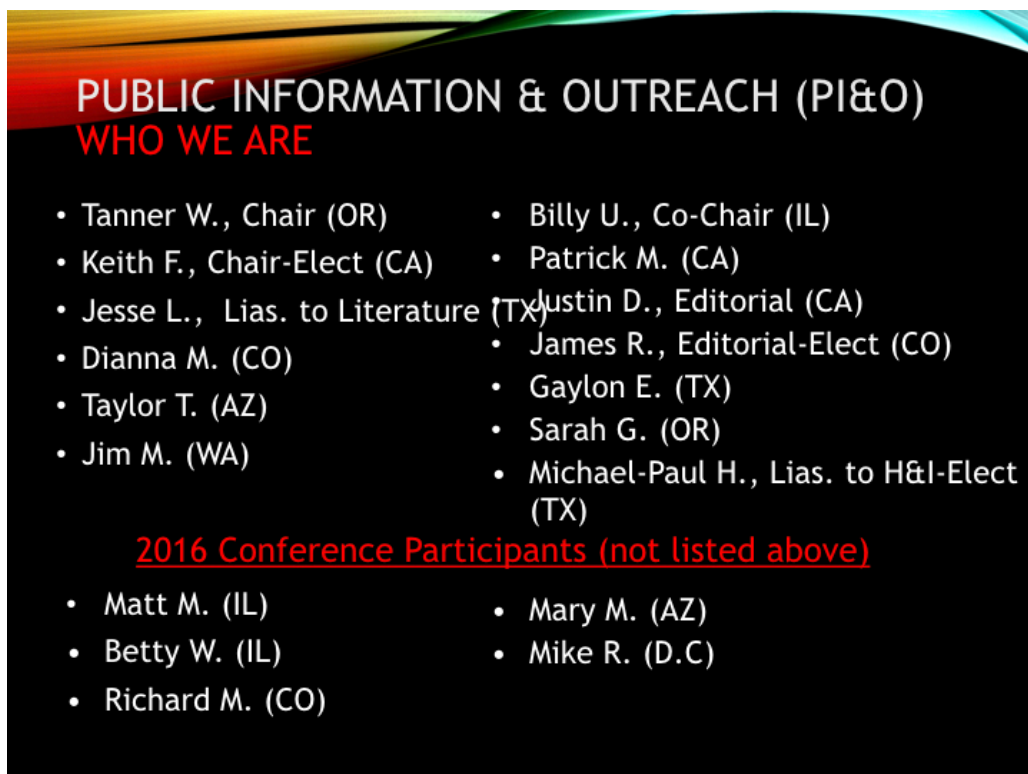 PUBLIC INFORMATION & OUTREACH (PI&O)
WHO WE ARE
• Tanner W., Chair (OR)
• Keith F., Chair-Elect (CA)
• Jesse L.,  Lias. to Literature (TX)
• Dianna M. (CO)
• Taylor T. (AZ)
• Jim M. (WA)
• Billy U., Co-Chair (IL)
• Patrick M. (CA)
• Justin D., Editorial (CA)
• James R., Editorial-Elect (CO)
• Gaylon E. (TX)
• Sarah G. (OR)
• Michael-Paul H., Lias. to H&I-Elect
(TX)
2016 Conference Participants (not listed above)
• Matt M. (IL)
• Betty W. (IL)
• Richard M. (CO)
• Mary M. (AZ)
• Mike R. (D.C)